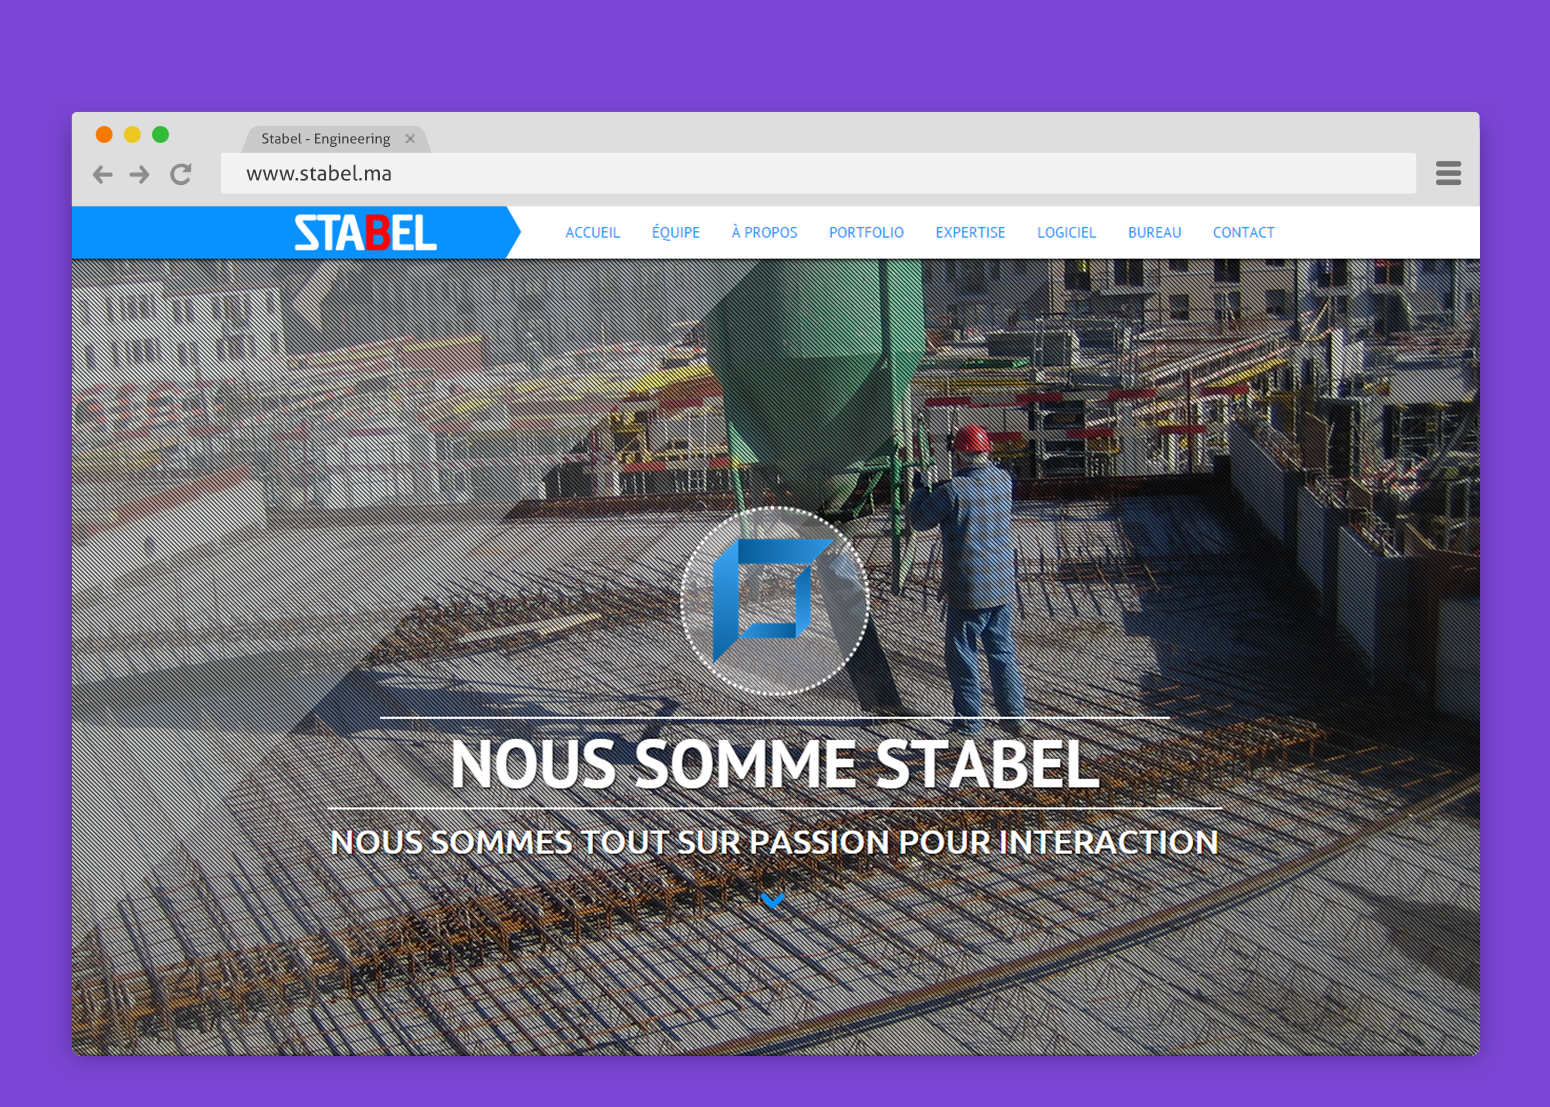 Stabel - Engineering
www.stabel.ma
STABEL
ACCUEIL ÉQUIPE À PROPOS PORTFOLIO EXPERTISE LOGICIEL BUREAU CONTACT
NOUS SOMME STABEL
NOUS SOMMES TOUT SUR PASSION POUR INTERACTION